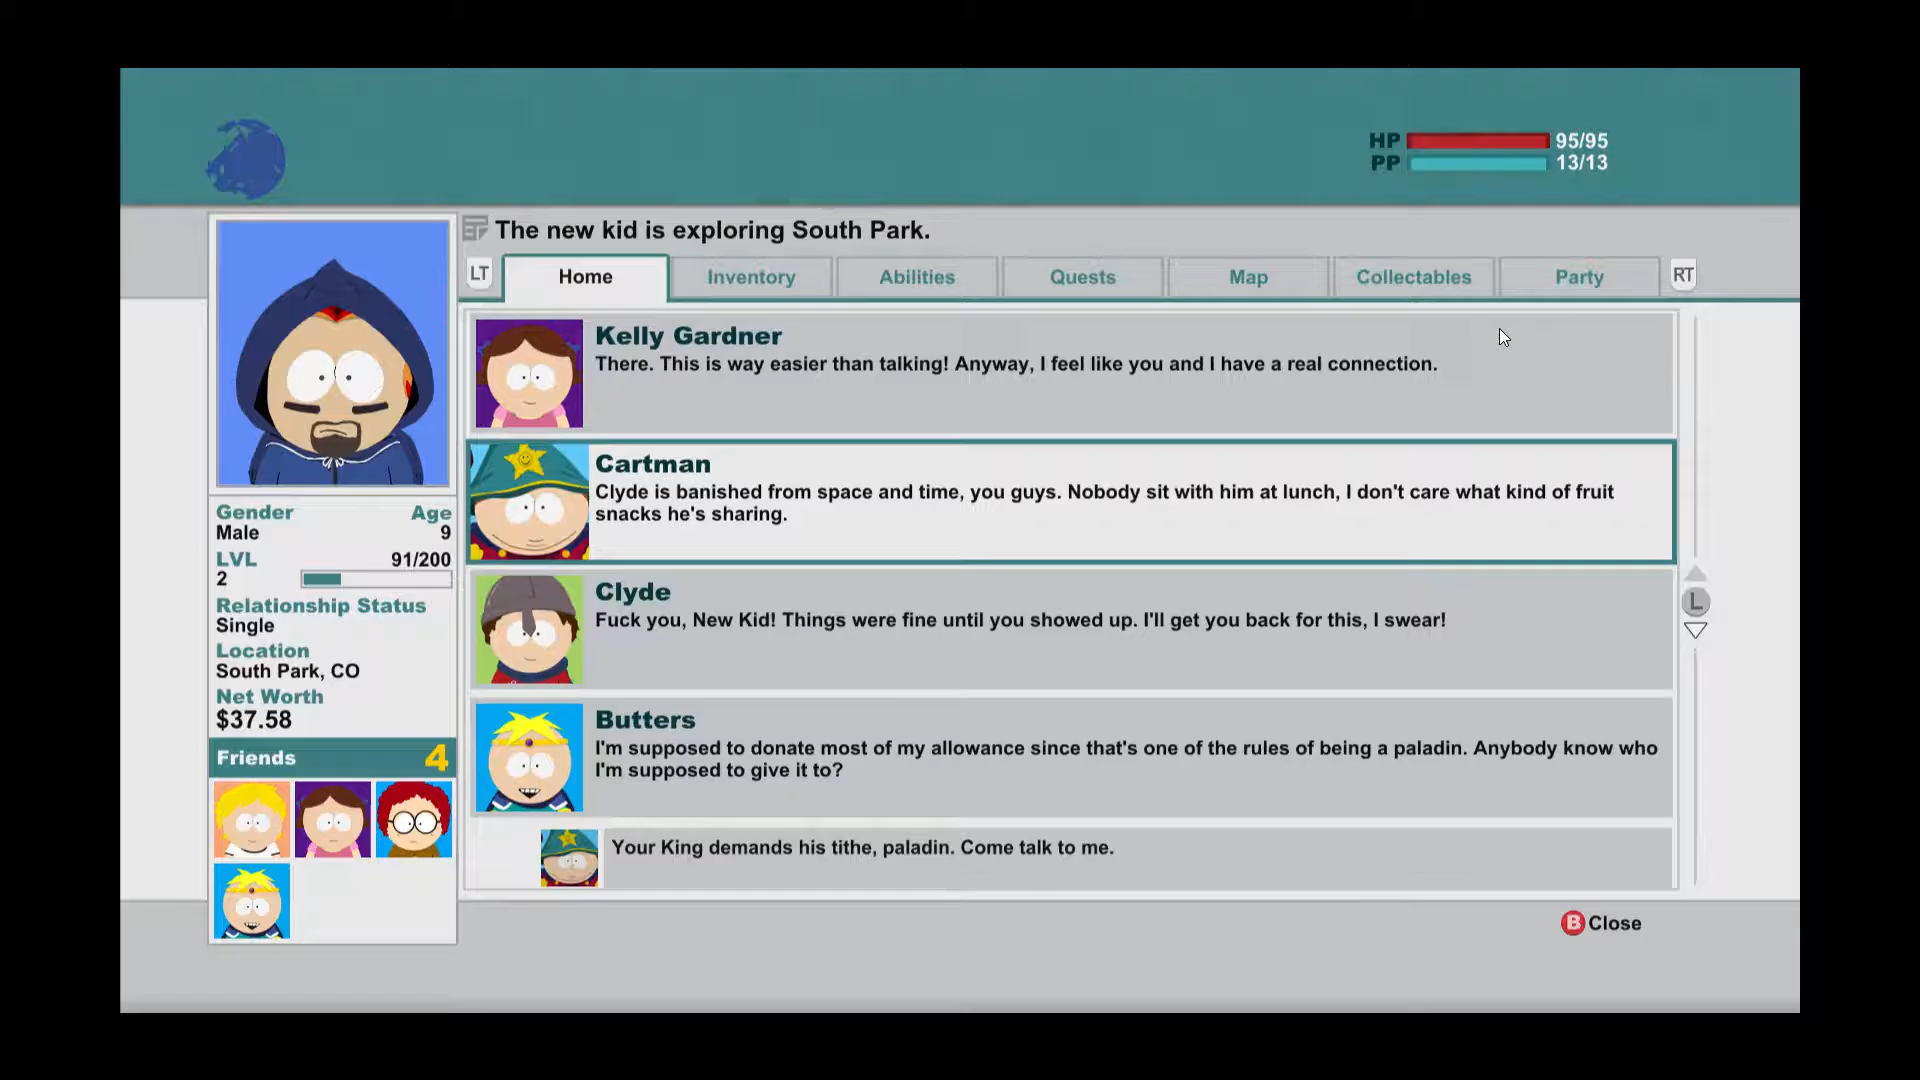 HP 95/95
PP 13/13
The new kid is exploring South Park.
LT Home Inventory Abilities Quests Map Collectables Party RT
Gender Age
Male 9
LVL 91/200
2
Relationship Status
Single
Location
South Park, CO
Net Worth
$37.58
Friends 4
Kelly Gardner
There. This is way easier than talking! Anyway, I feel like you and I have a real connection.
Cartman
Clyde is banished from space and time, you guys. Nobody sit with him at lunch, I don't care what kind of fruit
snacks he's sharing.
Clyde
Fuck you, New Kid! Things were fine until you showed up. I'll get you back for this, I swear!
Butters
I'm supposed to donate most of my allowance since that's one of the rules of being a paladin. Anybody know who
I'm supposed to give it to?
Your King demands his tithe, paladin. Come talk to me.
L
B Close